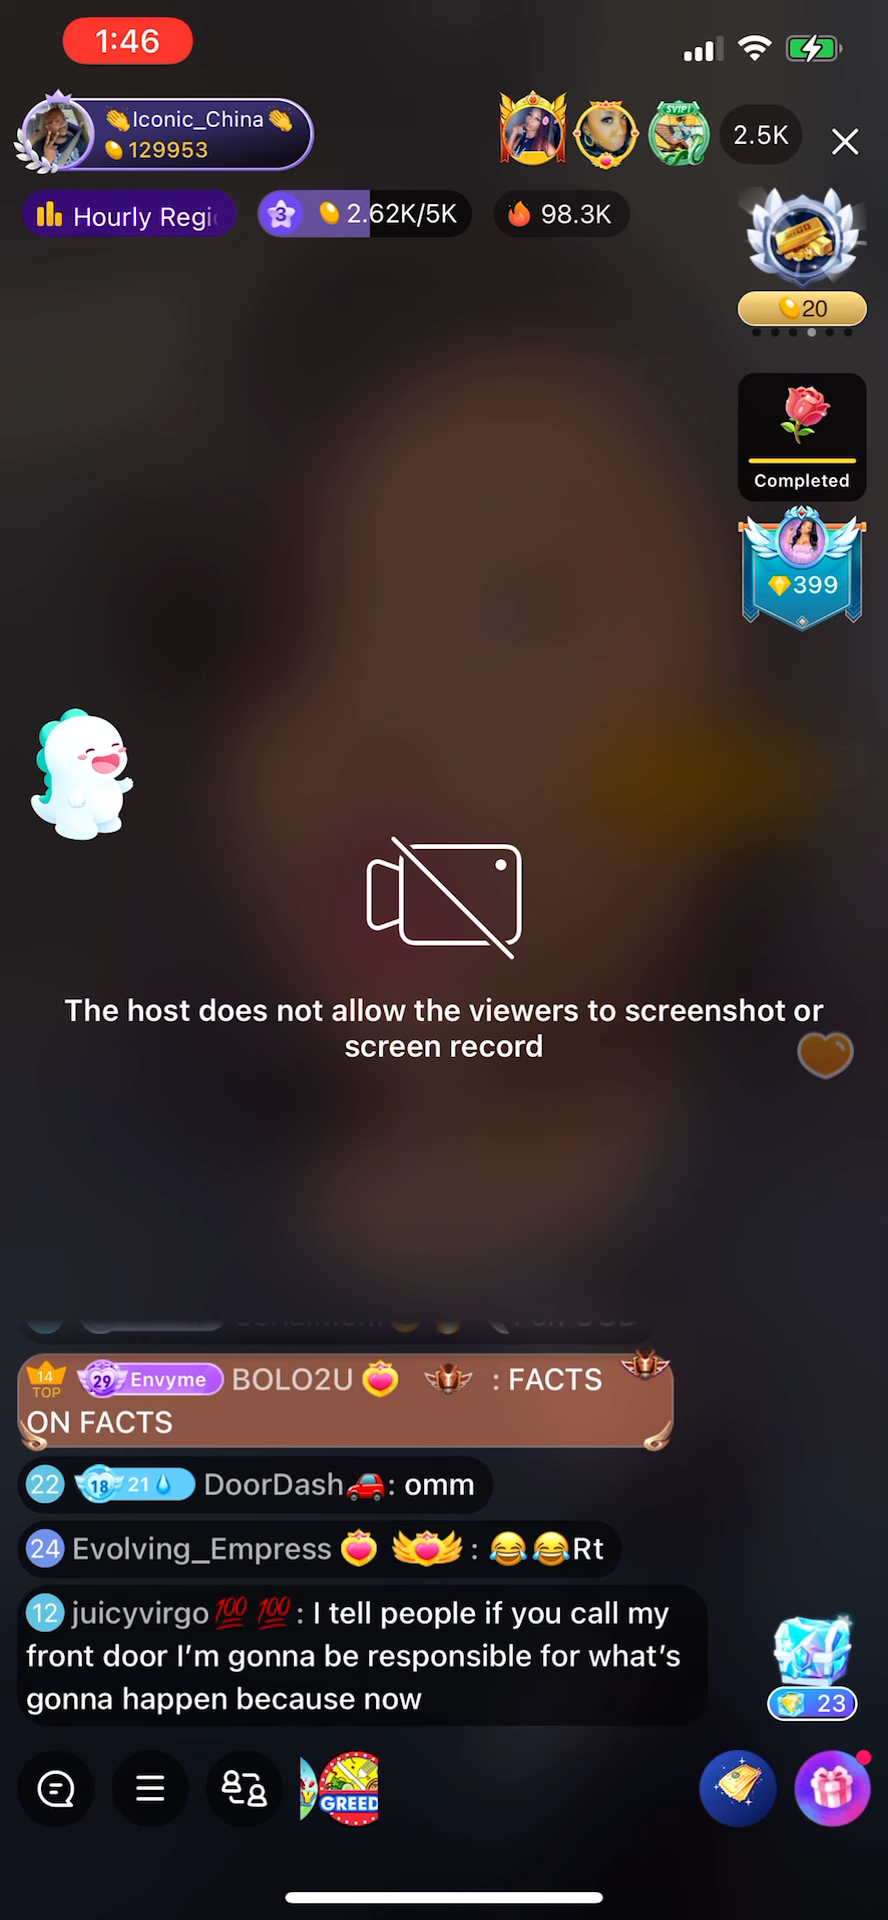 1:46
👏Iconic_China👏
129953
SVIP1
2.5K
Hourly Regi
3
2.62K/5K
98.3K
20
Completed
399
The host does not allow the viewers to screenshot or
screen record
14
TOP
29 Envyme BOLO2U : FACTS
ON FACTS
22 18 21 DoorDash🚗: omm
24 Evolving_Empress : 😂😂Rt
12 juicyvirgo💯💯: I tell people if you call my
front door I’m gonna be responsible for what’s
gonna happen because now
23
GREED